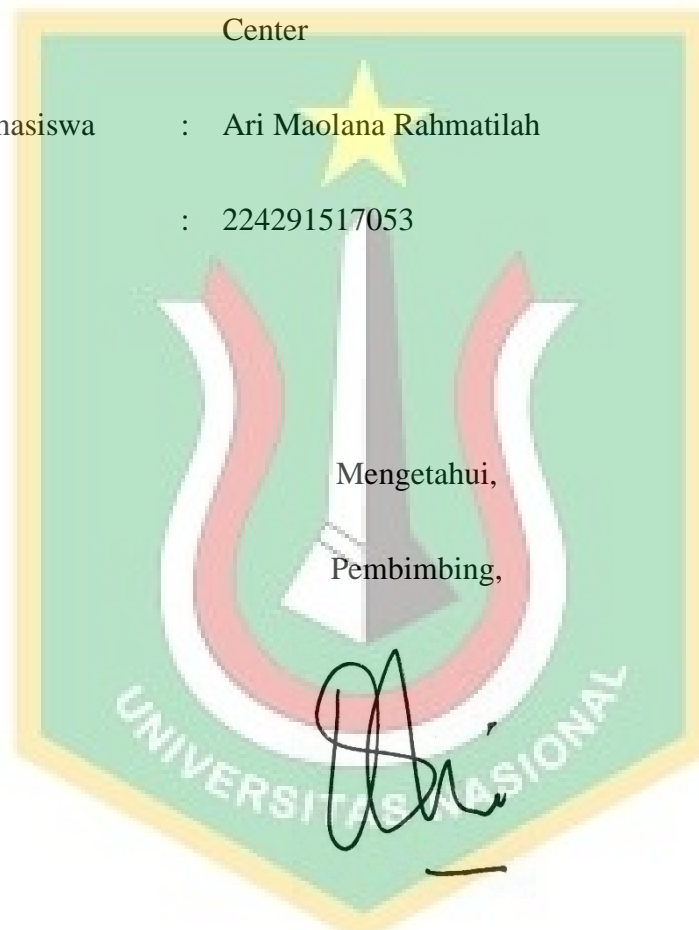 Center
hasiswa : Ari Maolana Rahmatilah
: 224291517053
Mengetahui,
Pembimbing,
UNIVERSITAS NASIONAL